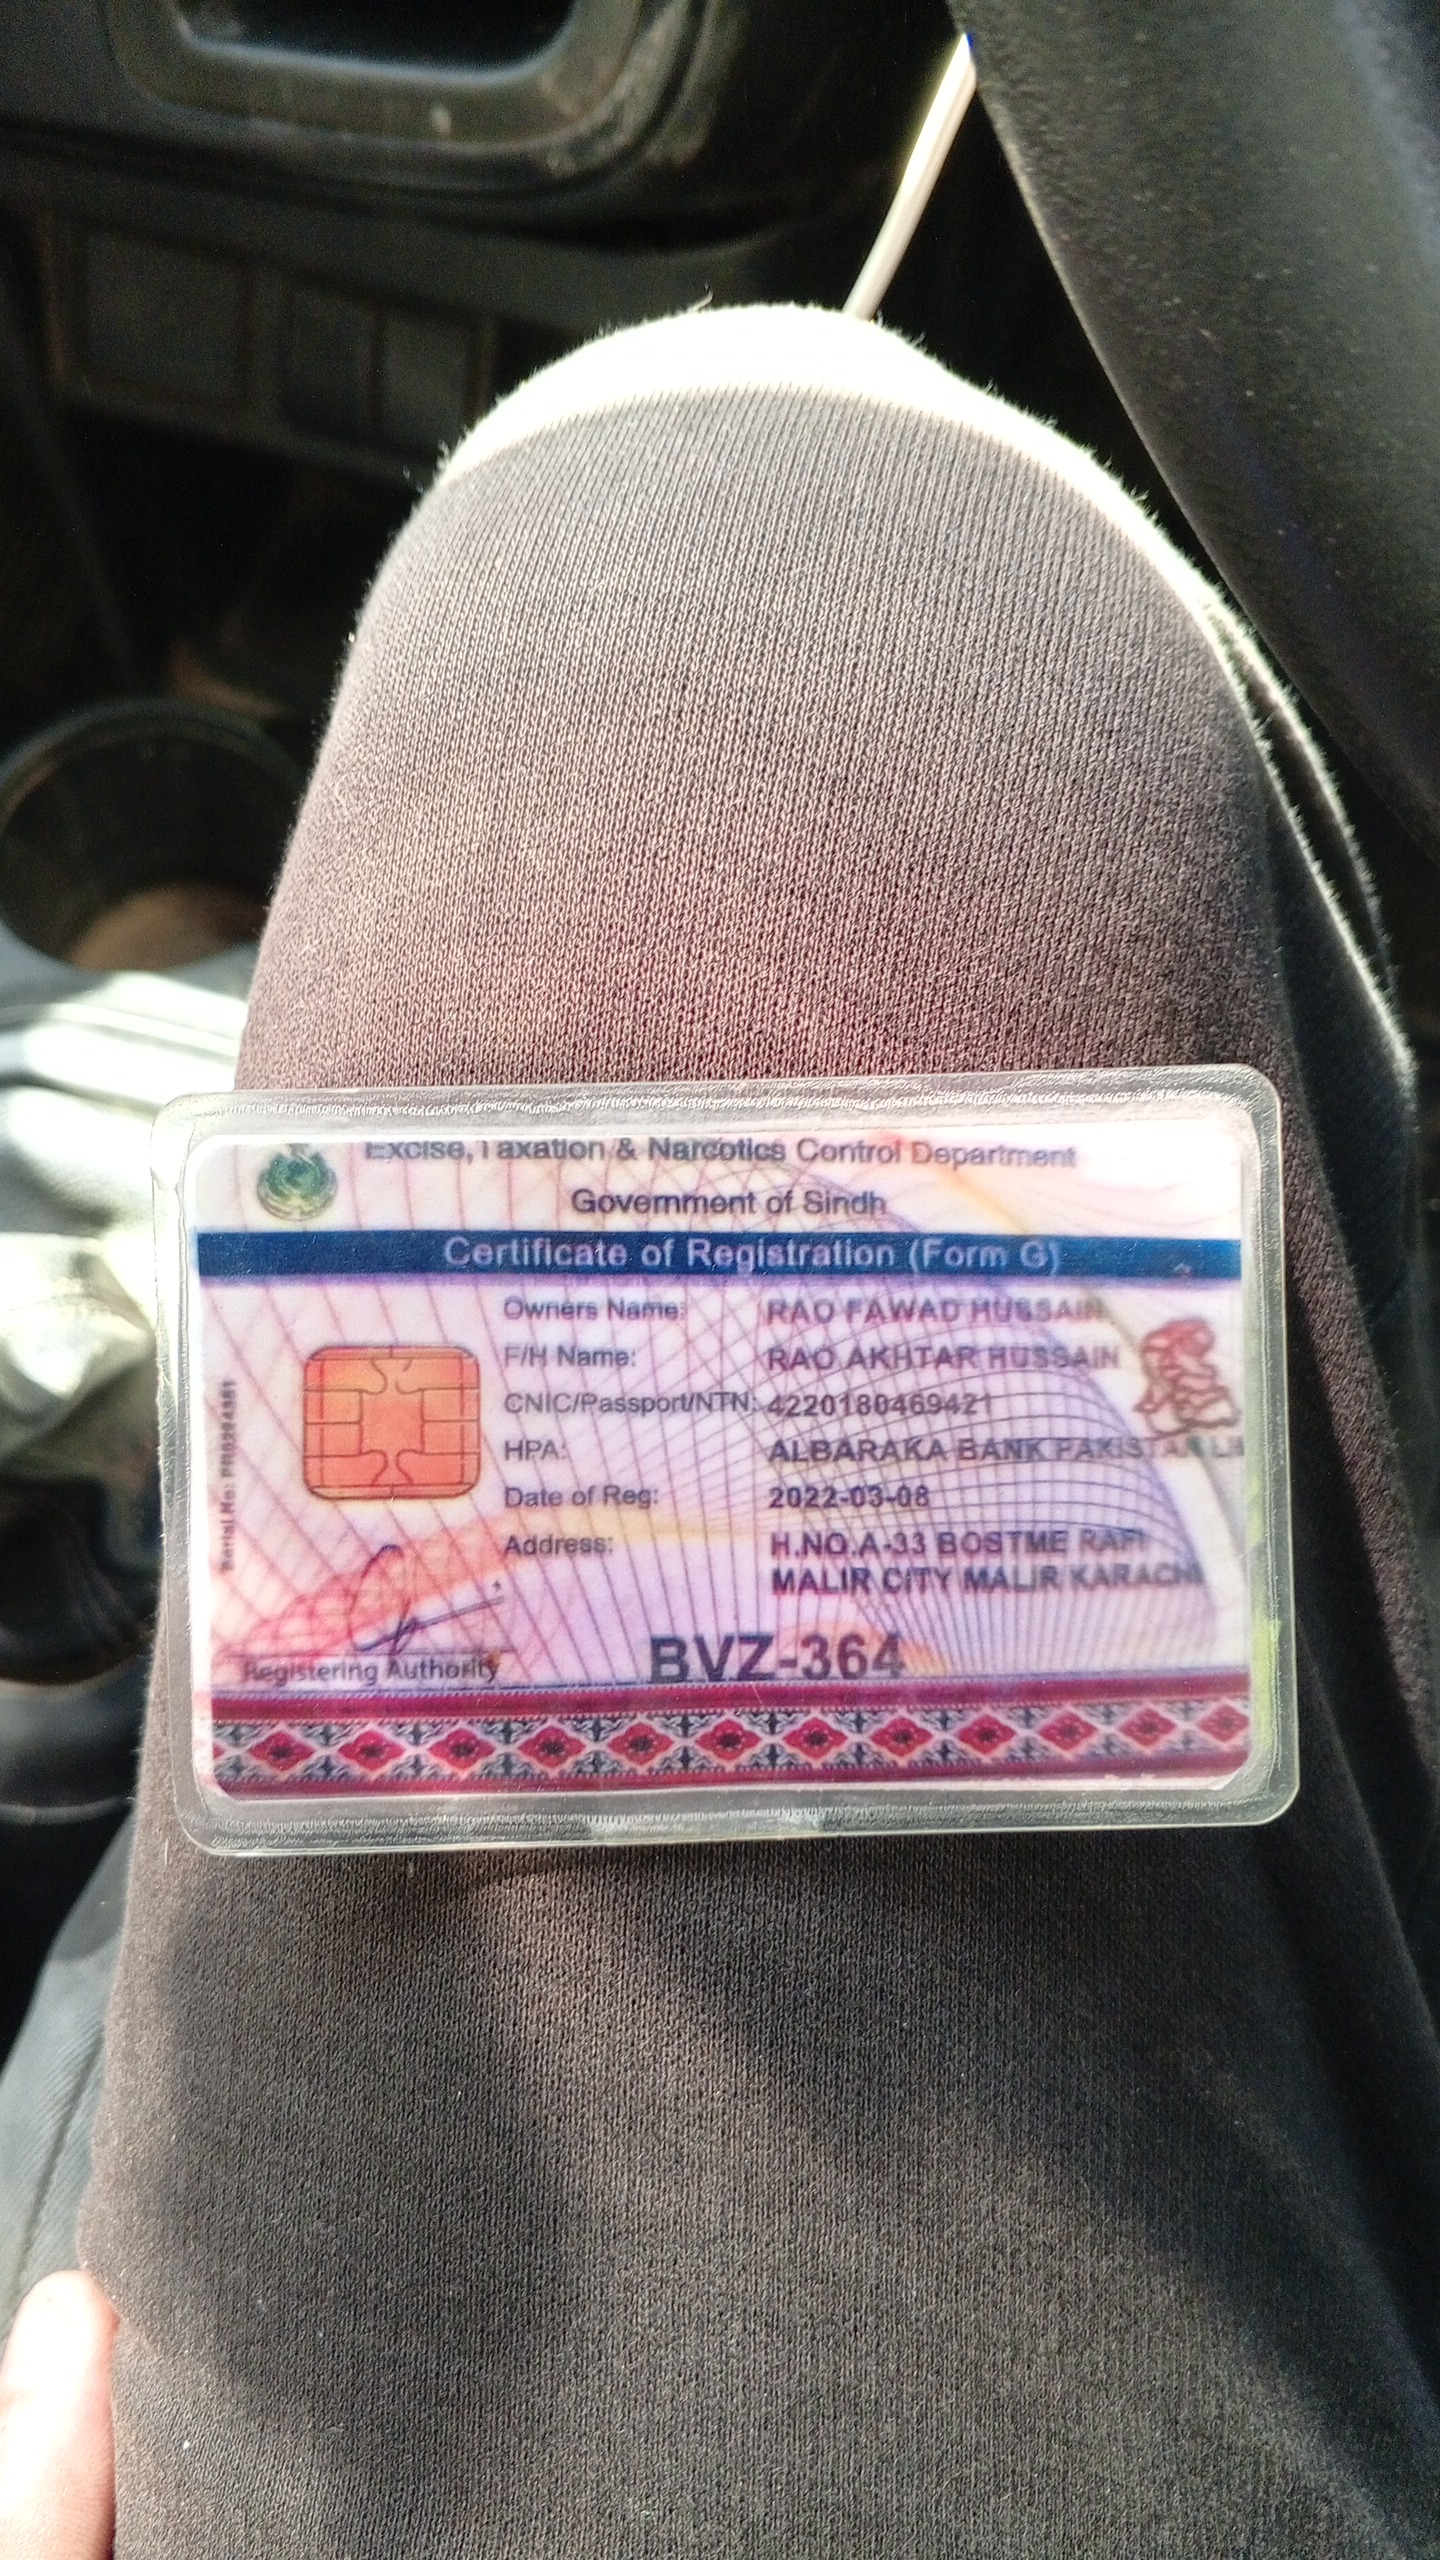 Excise, Taxation & Narcotics Control Department
Government of Sindh
Certificate of Registration (Form G)
Owners Name: RAO FAWAD HUSSAIN
F/H Name: RAO AKHTAR HUSSAIN
CNIC/Passport/NTN: 4220180469421
HPA: ALBARAKA BANK PAKISTAN LI
Date of Reg: 2022-03-08
Address: H.NO.A-33 BOSTME RAFI
MALIR CITY MALIR KARACHI
Serial No:
Registering Authority
BVZ-364